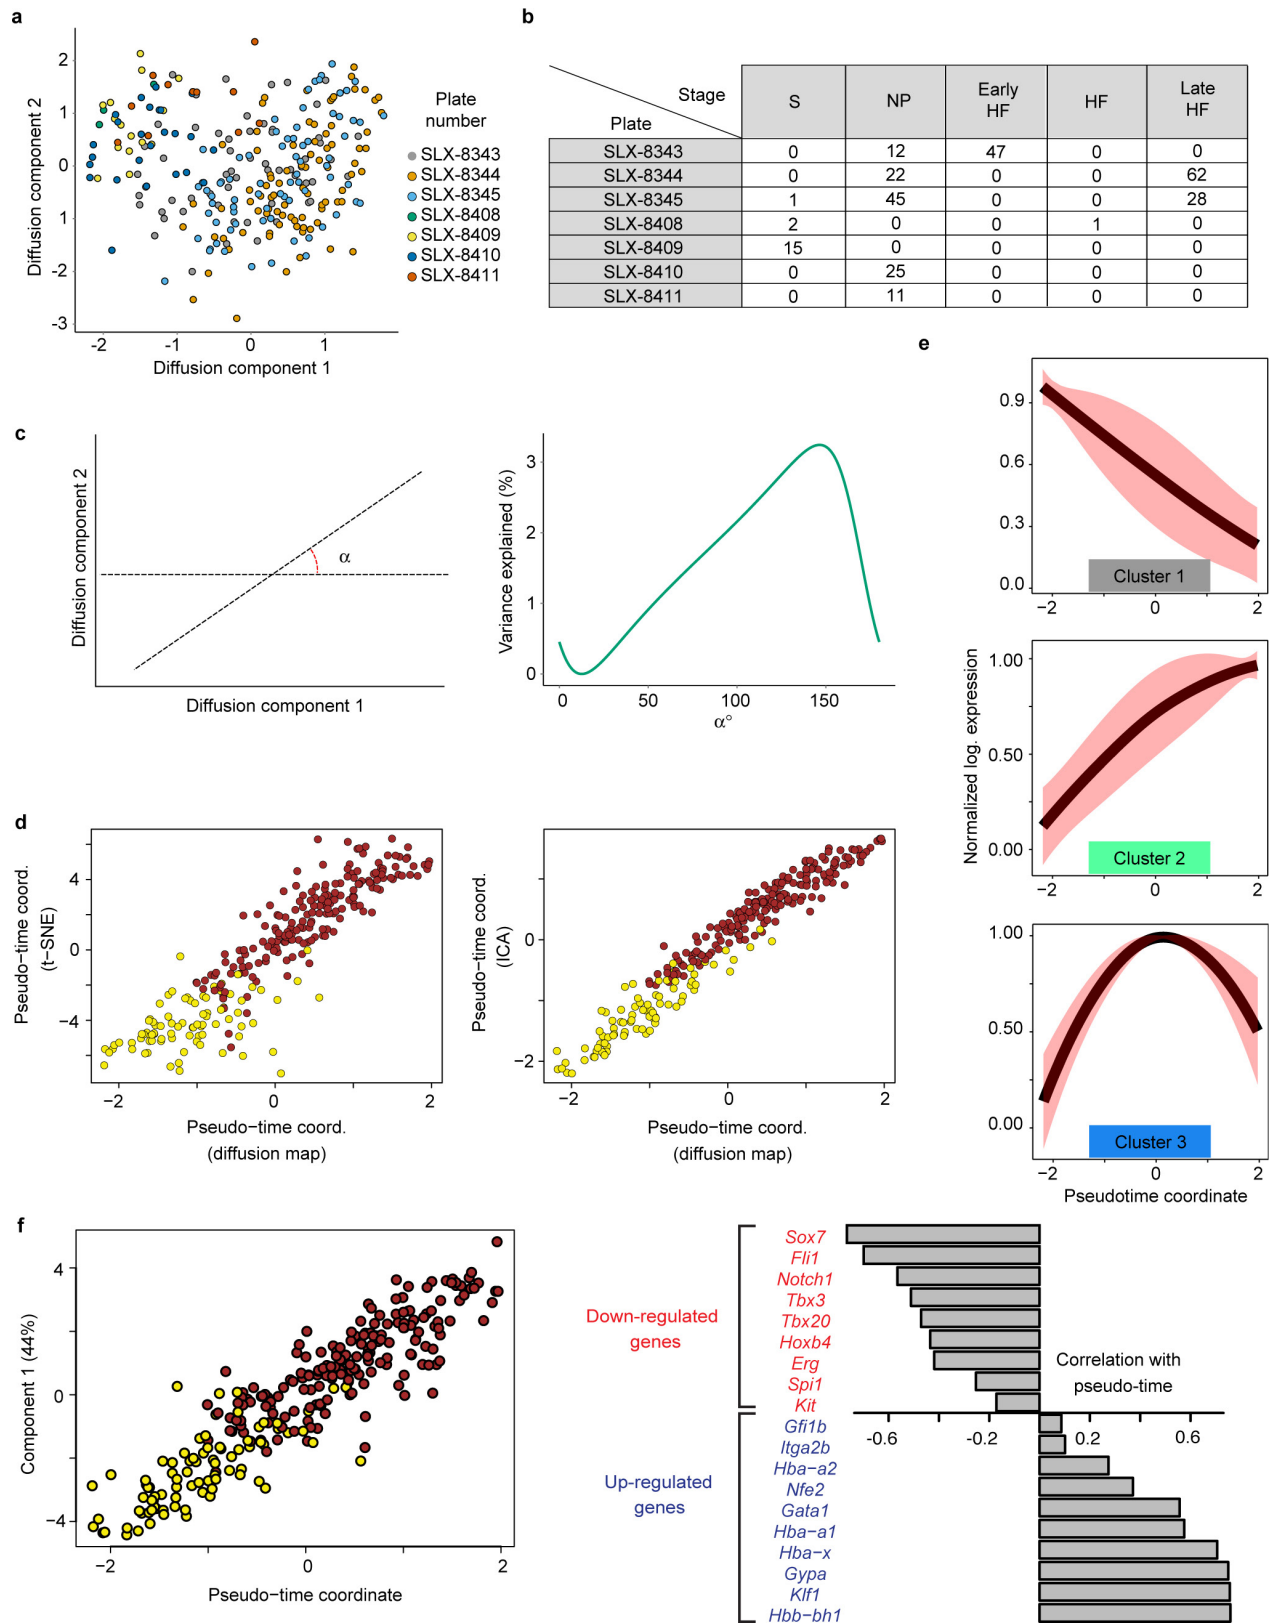 a
2
1
0
1
-2
-3
-2
-1
0
1
Diffusion component 2
Diffusion component 1
Plate
number
SLX-8343
SLX-8344
SLX-8345
SLX-8408
SLX-8409
SLX-8410
SLX-8411
b
Stage
Plate
S
NP
Early
HF
HF
Late
HF
SLX-8343 0 12 47 0 0
SLX-8344 0 22 0 0 62
SLX-8345 1 45 0 0 28
SLX-8408 2 0 0 1 0
SLX-8409 15 0 0 0 0
SLX-8410 0 25 0 0 0
SLX-8411 0 11 0 0 0
c
Diffusion component 2
α
Diffusion component 1
Variance explained (%)
3
2
1
0
0 50 100 150
α°
d
Pseudo-time coord.
(t-SNE)
4
0
−4
−2 0 2
Pseudo-time coord.
(diffusion map)
Pseudo-time coord.
(ICA)
0
−2
−2 0 2
Pseudo-time coord.
(diffusion map)
e
0.9
0.6
0.3
0.0
Cluster 1
−2 0 2
Normalized log. expression
1.00
0.50
0.00
Cluster 2
−2 0 2
1.00
0.50
0.00
Cluster 3
−2 0 2
Pseudotime coordinate
f
Component 1 (44%)
4
0
−4
−2 0 2
Pseudo-time coordinate
Down-regulated
genes
Sox7
Fli1
Notch1
Tbx3
Tbx20
Hoxb4
Erg
Spi1
Kit
Up-regulated
genes
Gfi1b
Itga2b
Hba−a2
Nfe2
Gata1
Hba−a1
Hba−x
Gypa
Klf1
Hbb−bh1
Correlation with
pseudo-time
-0.6 -0.2 0.2 0.6